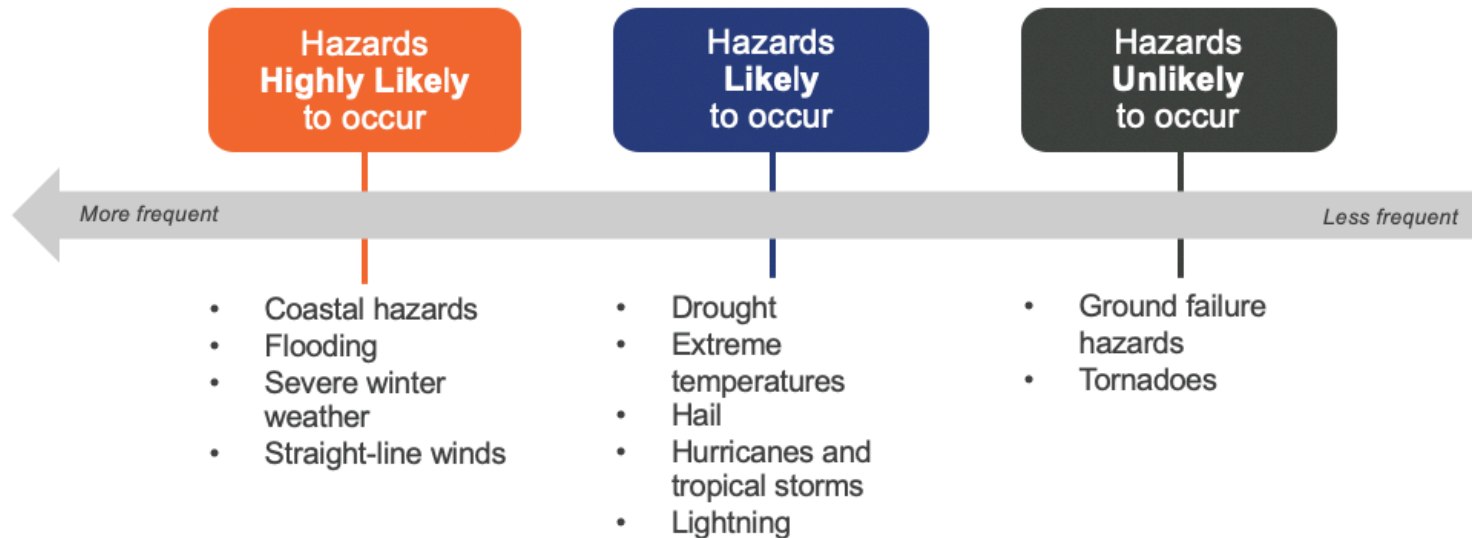 Hazards
Highly Likely
to occur
Hazards
Likely
to occur
Hazards
Unlikely
to occur
More frequent
Less frequent
• Coastal hazards
• Flooding
• Severe winter
weather
• Straight-line winds
• Drought
• Extreme
temperatures
• Hail
• Hurricanes and
tropical storms
• Lightning
• Ground failure
hazards
• Tornadoes